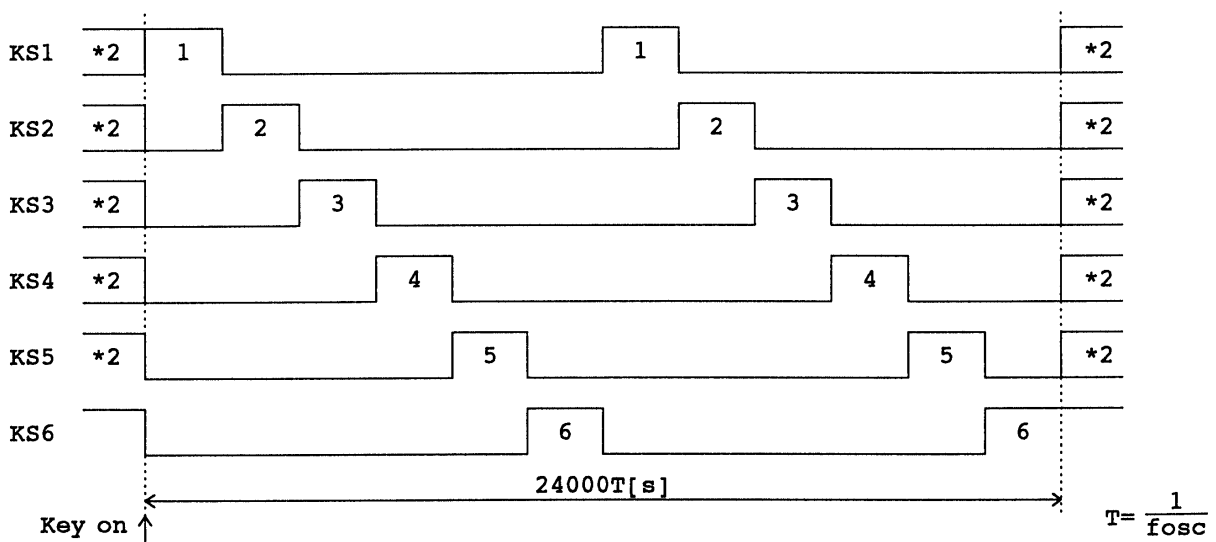 KS1 *2 1 1 *2
KS2 *2 2 2 *2
KS3 *2 3 3 *2
KS4 *2 4 4 *2
KS5 *2 5 5 *2
KS6 6 6
24000T[s]
Key on
T= 1
fosc